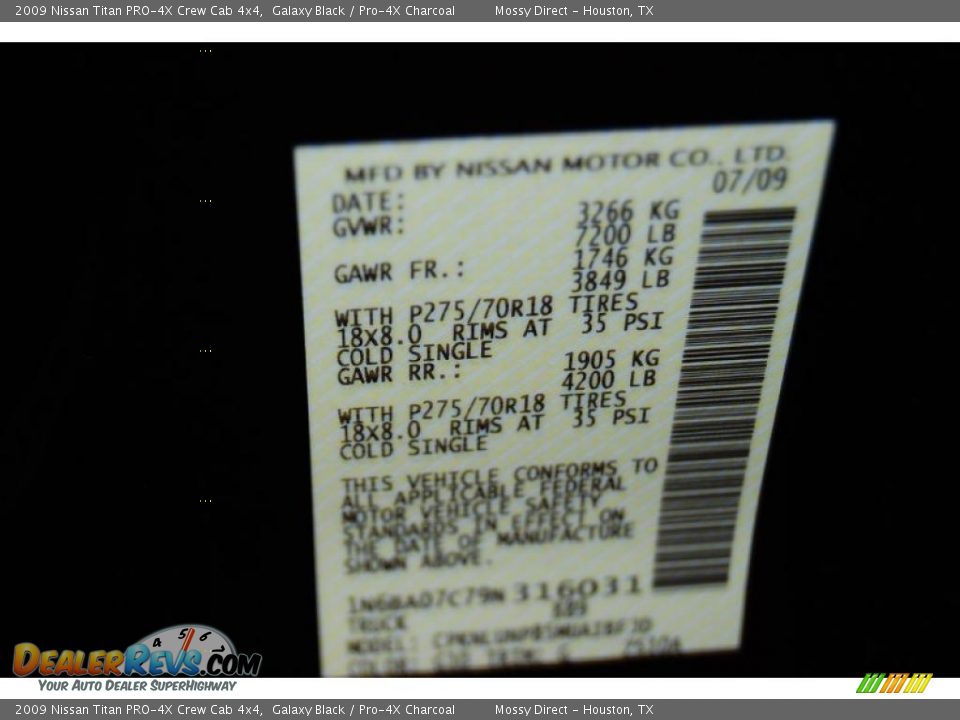 2009 Nissan Titan PRO-4X Crew Cab 4x4, Galaxy Black / Pro-4X Charcoal Mossy Direct - Houston, TX
MFD BY NISSAN MOTOR CO., LTD.
DATE: 07/09
GVWR: 3266 KG
7200 LB
GAWR FR.: 1746 KG
3849 LB
WITH P275/70R18 TIRES
18X8.0 RIMS AT 35 PSI
COLD SINGLE
GAWR RR.: 1905 KG
4200 LB
WITH P275/70R18 TIRES
18X8.0 RIMS AT 35 PSI
COLD SINGLE
THIS VEHICLE CONFORMS TO
ALL APPLICABLE FEDERAL
MOTOR VEHICLE SAFETY
STANDARDS IN EFFECT ON
THE DATE OF MANUFACTURE
SHOWN ABOVE.
1N6BA07C79N316031
TRUCK
MODEL:
COLOR:
DEALERREVS.COM
4 5 6
YOUR AUTO DEALER SUPERHIGHWAY
2009 Nissan Titan PRO-4X Crew Cab 4x4, Galaxy Black / Pro-4X Charcoal Mossy Direct - Houston, TX